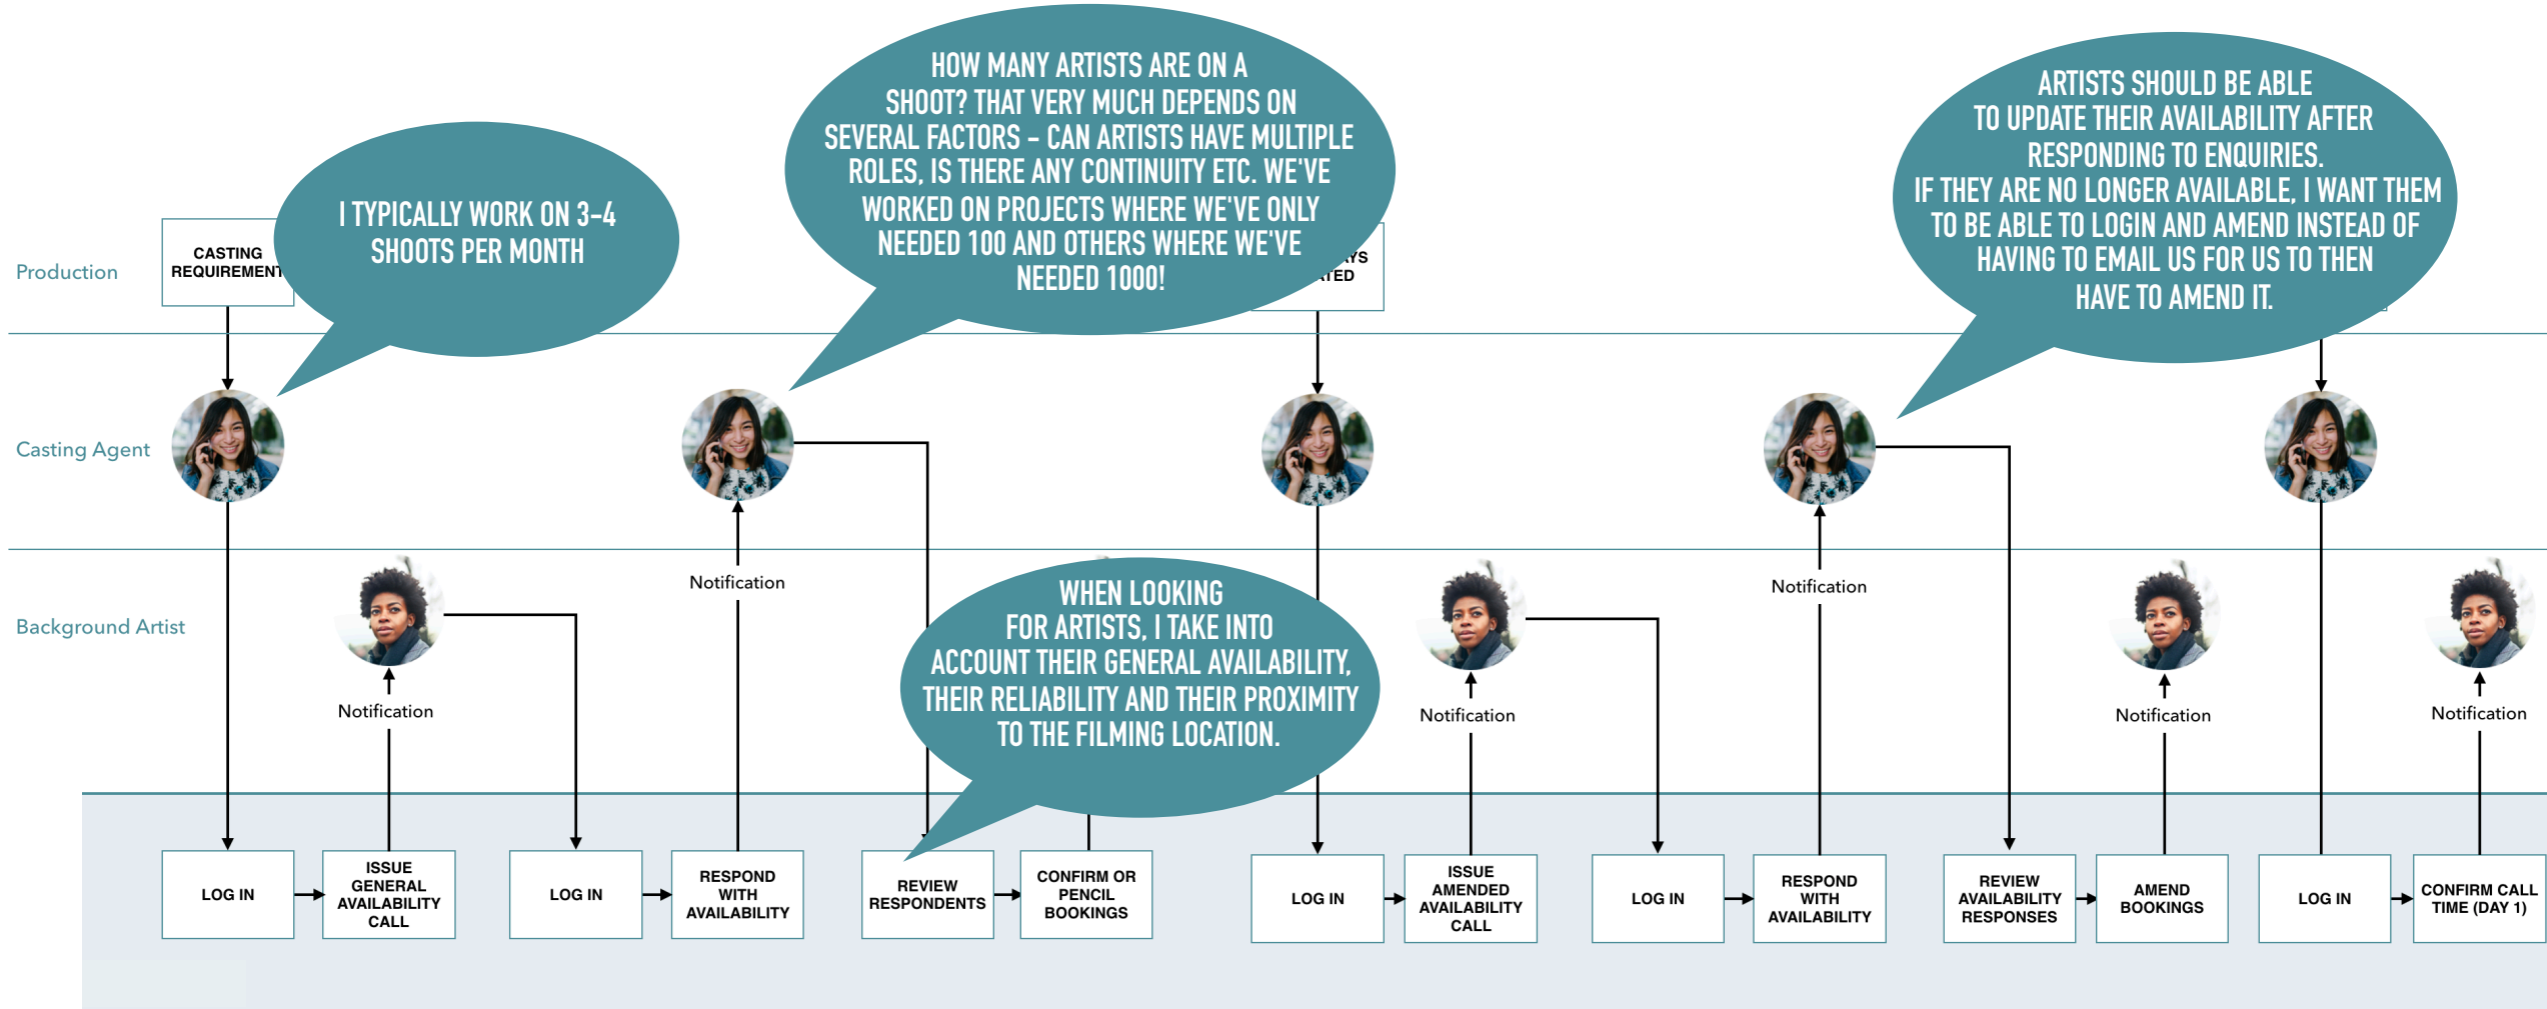 I TYPICALLY WORK ON 3-4
SHOOTS PER MONTH
HOW MANY ARTISTS ARE ON A
SHOOT? THAT VERY MUCH DEPENDS ON
SEVERAL FACTORS - CAN ARTISTS HAVE MULTIPLE
ROLES, IS THERE ANY CONTINUITY ETC. WE'VE
WORKED ON PROJECTS WHERE WE'VE ONLY
NEEDED 100 AND OTHERS WHERE WE'VE
NEEDED 1000!
ARTISTS SHOULD BE ABLE
TO UPDATE THEIR AVAILABILITY AFTER
RESPONDING TO ENQUIRIES.
IF THEY ARE NO LONGER AVAILABLE, I WANT THEM
TO BE ABLE TO LOGIN AND AMEND INSTEAD OF
HAVING TO EMAIL US FOR US TO THEN
HAVE TO AMEND IT.
Production
CASTING
REQUIREMENT
Casting Agent
Background Artist
Notification
Notification
WHEN LOOKING
FOR ARTISTS, I TAKE INTO
ACCOUNT THEIR GENERAL AVAILABILITY,
THEIR RELIABILITY AND THEIR PROXIMITY
TO THE FILMING LOCATION.
Notification
Notification
Notification
Notification
LOG IN
ISSUE
GENERAL
AVAILABILITY
CALL
LOG IN
RESPOND
WITH
AVAILABILITY
REVIEW
RESPONDENTS
CONFIRM OR
PENCIL
BOOKINGS
LOG IN
ISSUE
AMENDED
AVAILABILITY
CALL
LOG IN
RESPOND
WITH
AVAILABILITY
REVIEW
AVAILABILITY
RESPONSES
AMEND
BOOKINGS
LOG IN
CONFIRM CALL
TIME (DAY 1)